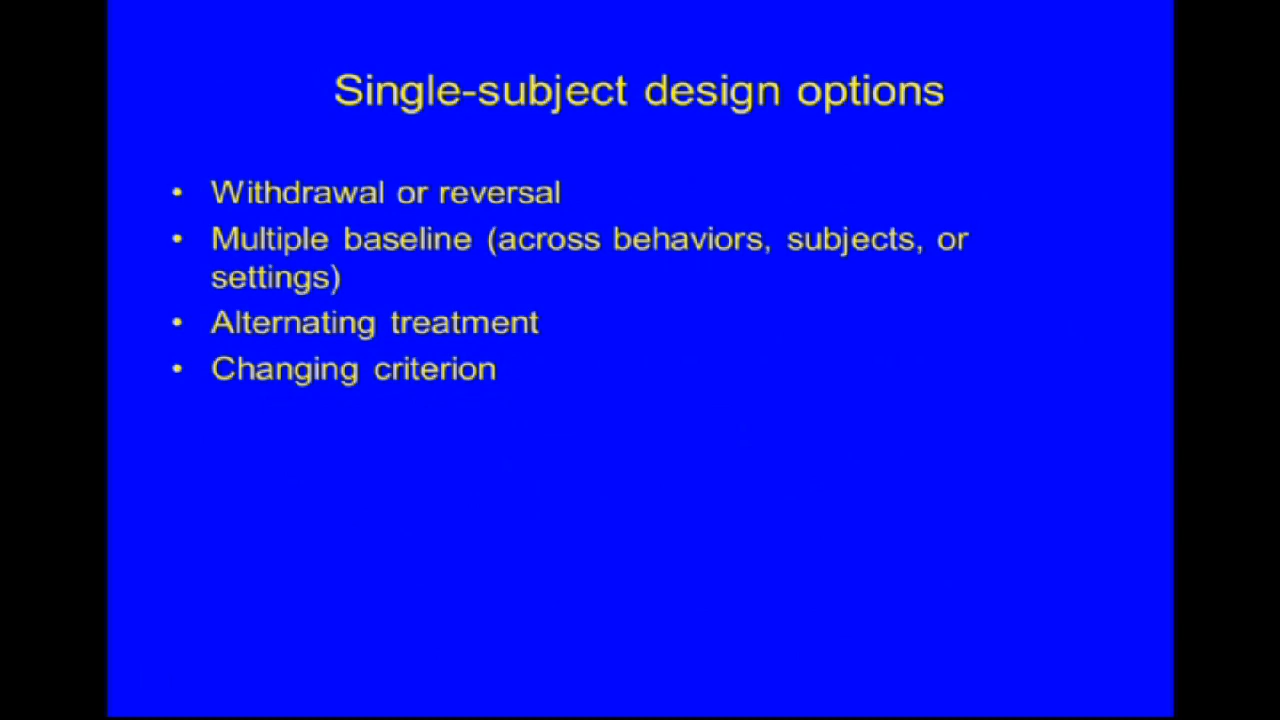 Single-subject design options
• Withdrawal or reversal
• Multiple baseline (across behaviors, subjects, or
settings)
• Alternating treatment
• Changing criterion